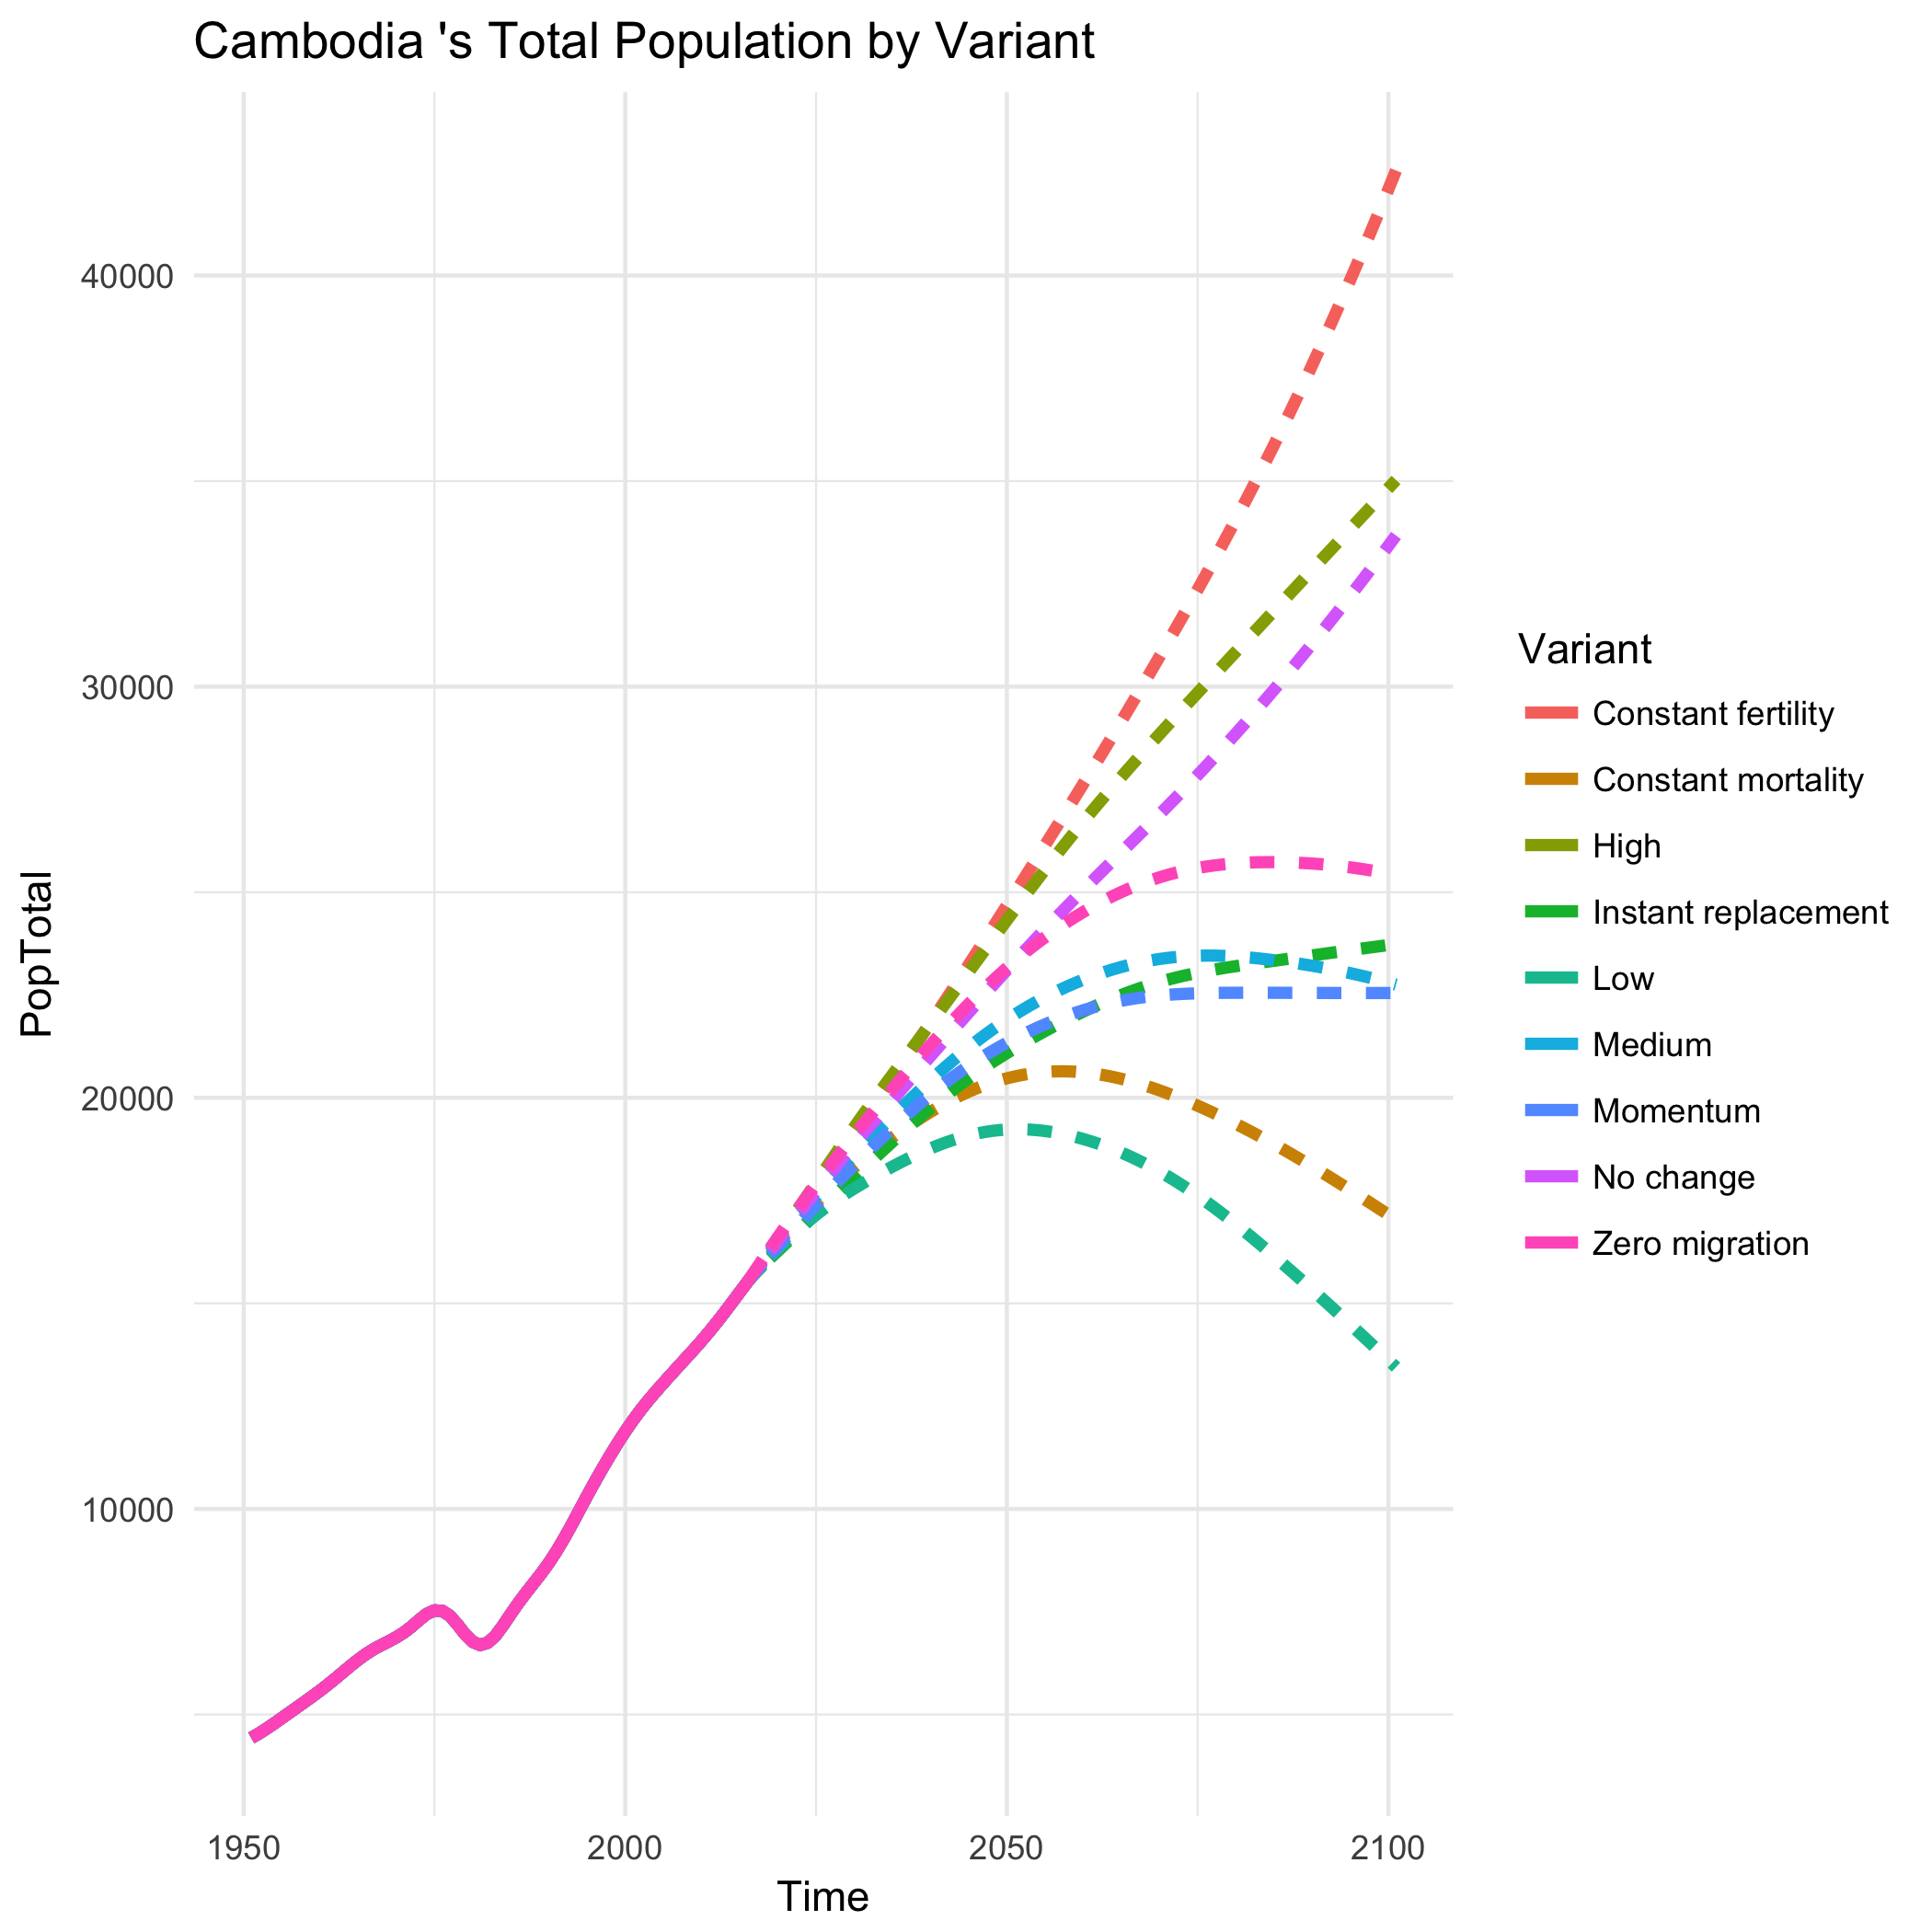 Cambodia 's Total Population by Variant
PopTotal
40000
30000
20000
10000
1950
2000
2050
2100
Time
Variant
Constant fertility
Constant mortality
High
Instant replacement
Low
Medium
Momentum
No change
Zero migration